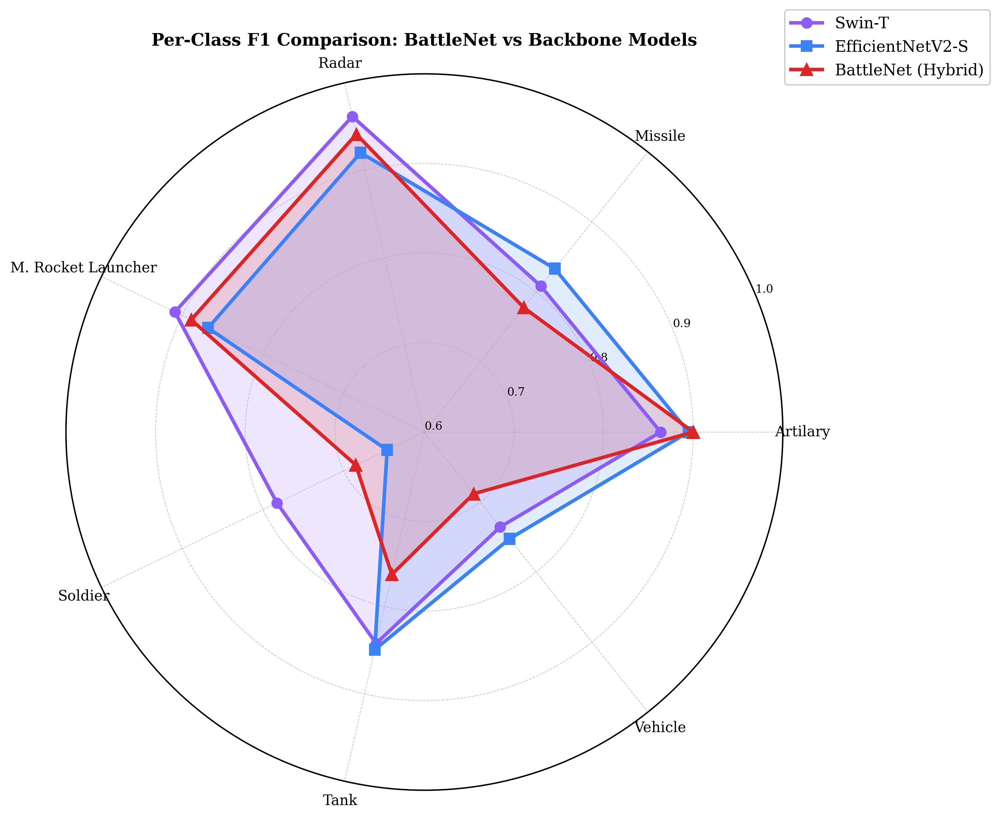 Per-Class F1 Comparison: BattleNet vs Backbone Models
Swin-T
EfficientNetV2-S
BattleNet (Hybrid)
Radar
Missile
M. Rocket Launcher
1.0
0.9
0.8
0.7
0.6
Artilary
Soldier
Vehicle
Tank